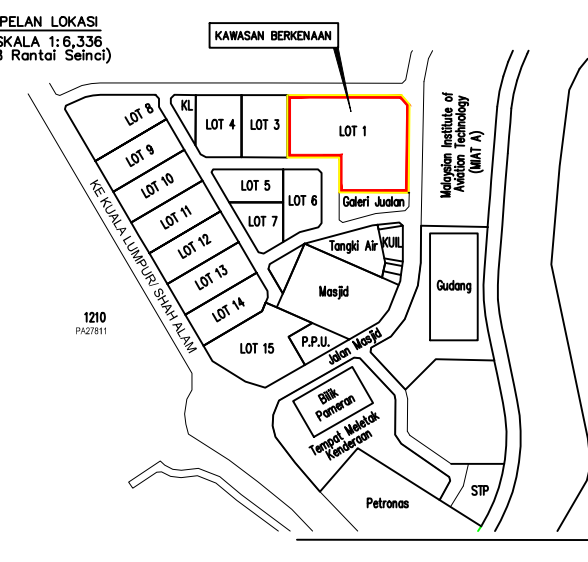 PELAN LOKASI
SKALA 1:6,336
(8 Rantai Seinci)
KAWASAN BERKENAAN
LOT 8
KL
LOT 4
LOT 3
LOT 1
Malaysian Institute of
Aviation Technology
(MIAT A)
LOT 9
LOT 10
LOT 5
LOT 6
Galeri Jualan
LOT 11
LOT 7
LOT 12
Tangki Air
KUIL
LOT 13
Masjid
Gudang
LOT 14
KE KUALA LUMPUR/ SHAH ALAM
1210
PA27811
LOT 15
P.P.U.
Jalan Masjid
Bilik
Pameran
Tempat Meletak
Kenderaan
Petronas
STP